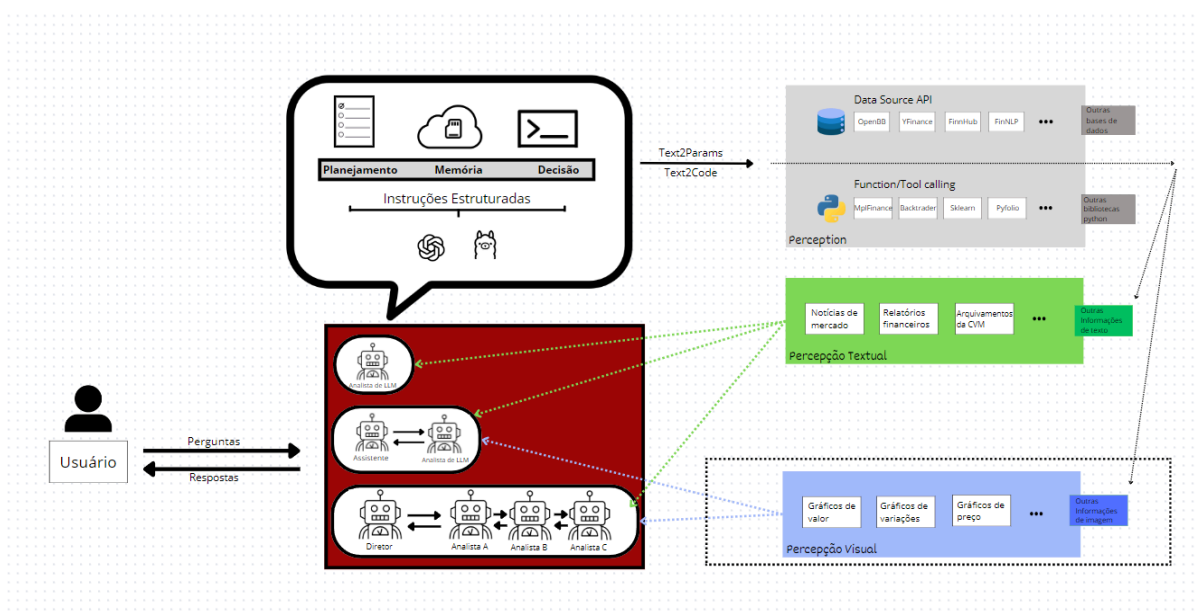 Planejamento Memória Decisão
Instruções Estruturadas
Text2Params
Text2Code
Data Source API
OpenBB YFinance FinnHub FinNLP
Outras
bases de
dados
Function/Tool calling
MplFinance Backtrader Sklearn Pyfolio
Outras
bibliotecas
python
Perception
Notícias de
mercado
Relatórios
financeiros
Arquivamentos
da CVM
Outras
Informações
de texto
Percepção Textual
Analista de LLM
Assistente Analista de LLM
Diretor Analista A Analista B Analista C
Usuário
Perguntas
Respostas
Gráficos de
valor
Gráficos de
variações
Gráficos de
preço
Outras
Informações
de imagem
Percepção Visual